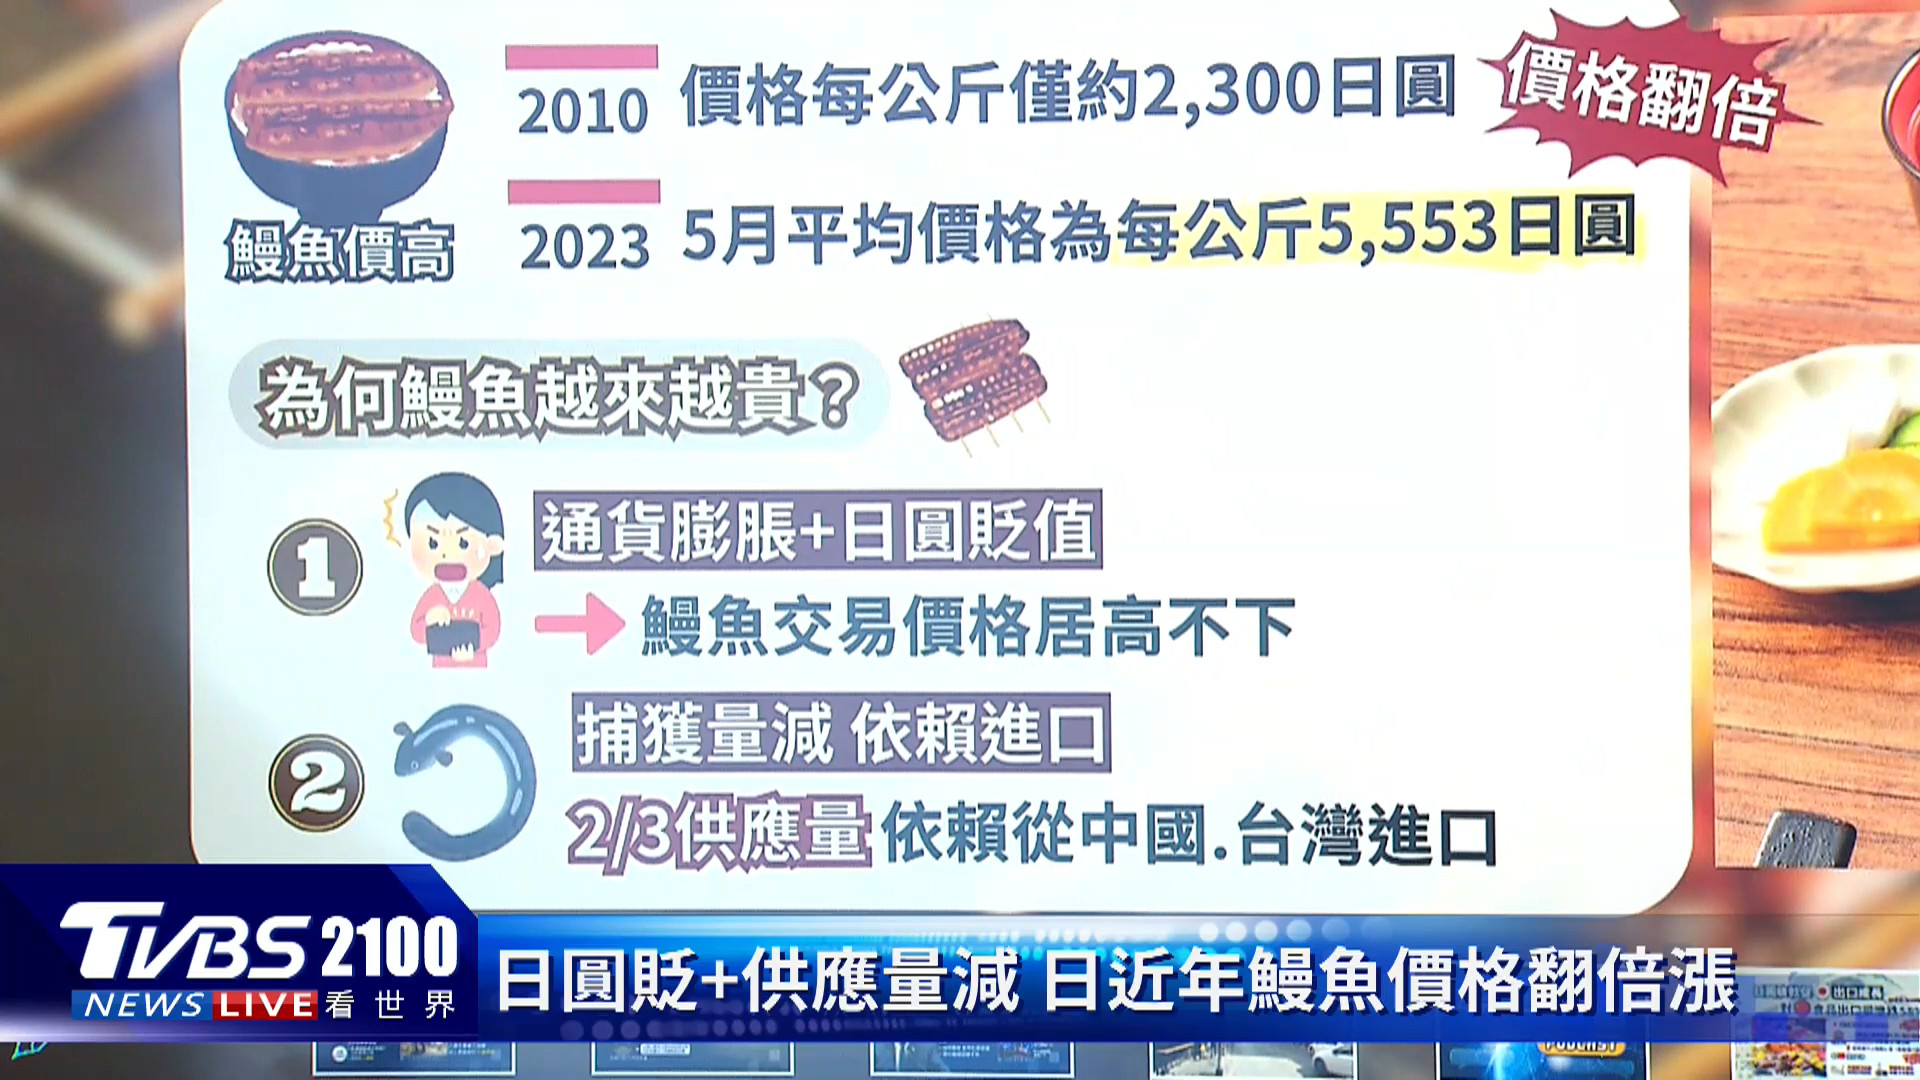 2010 價格每公斤僅約2,300日圓
價格翻倍
鰻魚價高
2023 5月平均價格為每公斤5,553日圓
為何鰻魚越來越貴？
1 通貨膨脹+日圓貶值
鰻魚交易價格居高不下
2 捕獲量減 依賴進口
2/3供應量 依賴從中國.台灣進口
TVBS 2100
NEWS LIVE 看世界
日圓貶+供應量減 日近年鰻魚價格翻倍漲
PODCAST